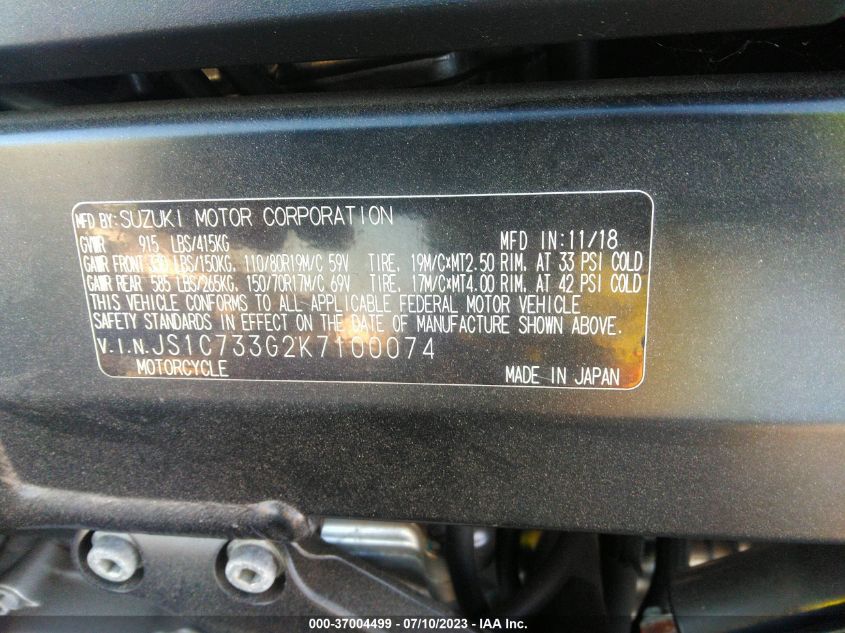 MFD BY: SUZUKI MOTOR CORPORATION
GVWR 915 LBS/415KG MFD IN: 11/18
GAWR FRONT 330 LBS/150KG, 110/80R19M/C 59V TIRE, 19M/C×MT2.50 RIM, AT 33 PSI COLD
GAWR REAR 585 LBS/265KG, 150/70R17M/C 69V TIRE, 17M/C×MT4.00 RIM, AT 42 PSI COLD
THIS VEHICLE CONFORMS TO ALL APPLICABLE FEDERAL MOTOR VEHICLE
SAFETY STANDARDS IN EFFECT ON THE DATE OF MANUFACTURE SHOWN ABOVE.
V.I.N. JS1C733G2K7100074
MOTORCYCLE MADE IN JAPAN
000-37004499 - 07/10/2023 - © IAA Inc.